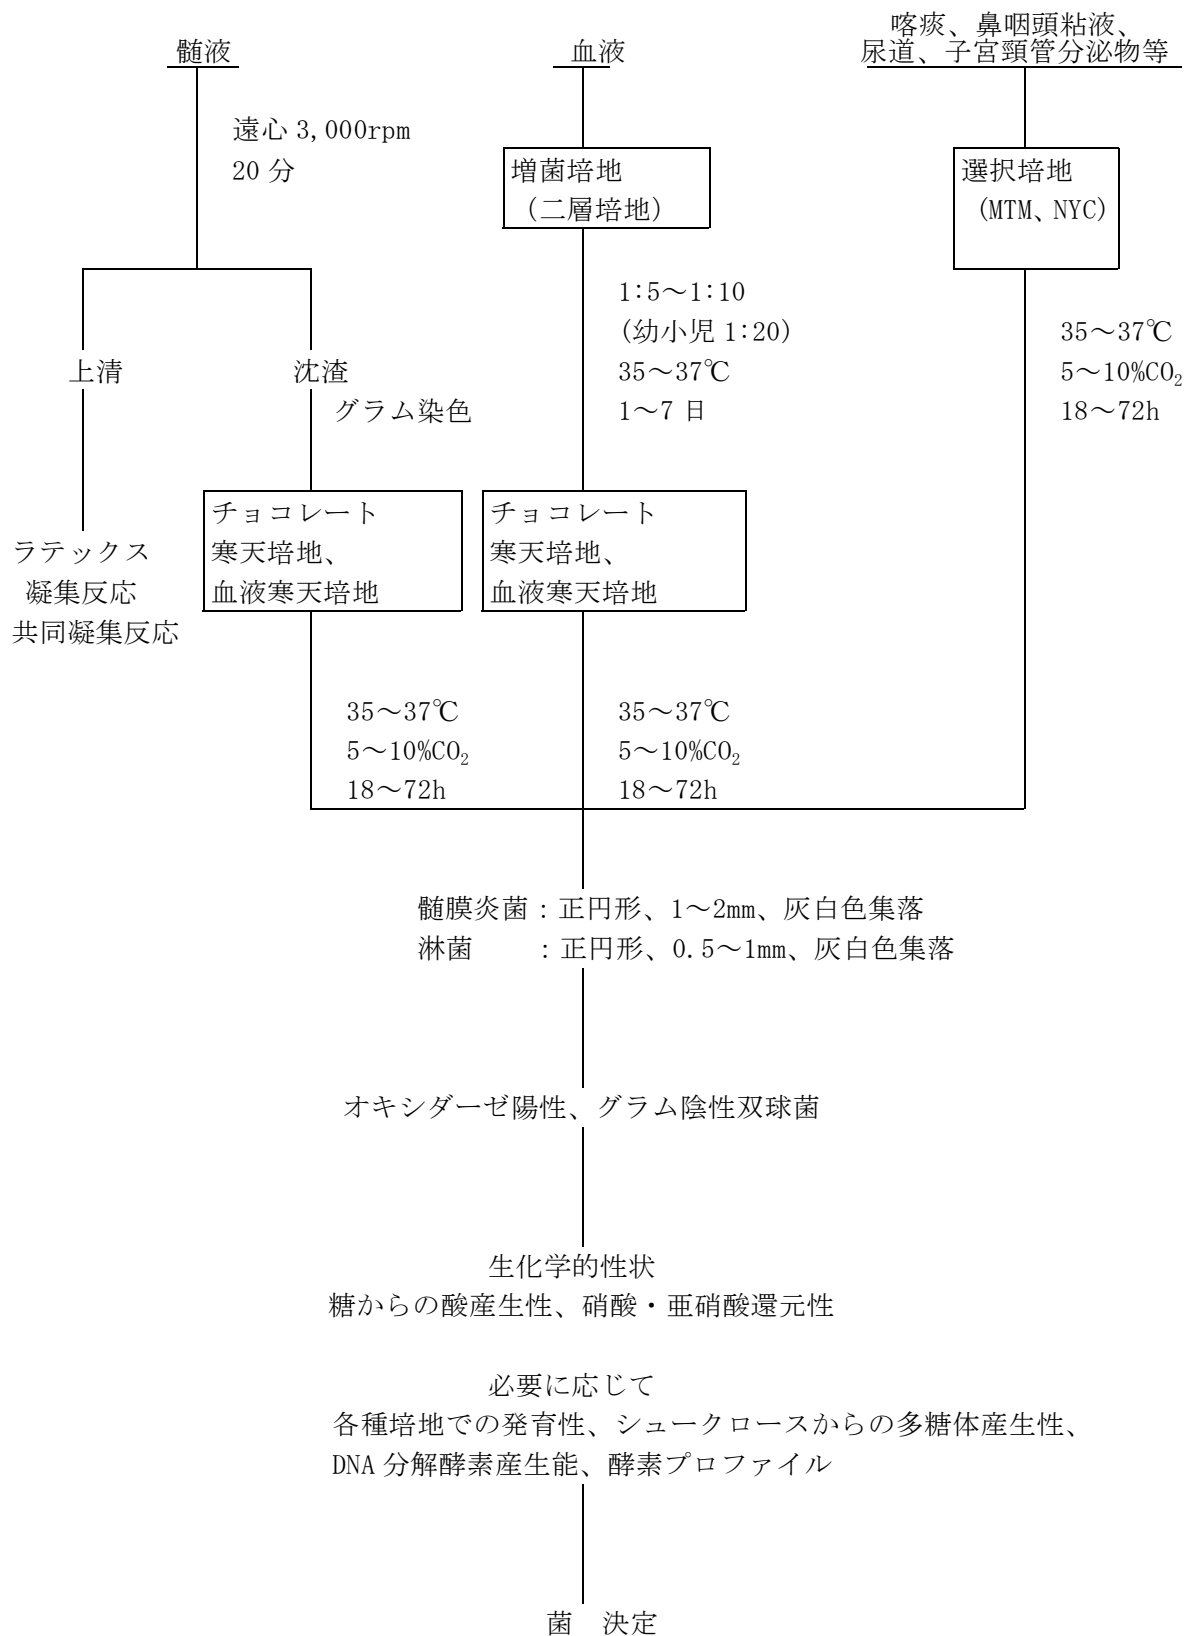 髄液
血液
喀痰、鼻咽頭粘液、
尿道、子宮頸管分泌物等
遠心 3,000rpm
20 分
増菌培地
（二層培地）
選択培地
（MTM、NYC）
1:5～1:10
(幼小児 1:20)
35～37℃
1～7 日
35～37℃
5～10%CO₂
18～72h
上清
沈渣
グラム染色
ラテックス
凝集反応
共同凝集反応
チョコレート
寒天培地、
血液寒天培地
チョコレート
寒天培地、
血液寒天培地
35～37℃
5～10%CO₂
18～72h
35～37℃
5～10%CO₂
18～72h
髄膜炎菌：正円形、1～2mm、灰白色集落
淋菌　　：正円形、0.5～1mm、灰白色集落
オキシダーゼ陽性、グラム陰性双球菌
生化学的性状
糖からの酸産生性、硝酸・亜硝酸還元性
必要に応じて
各種培地での発育性、シュークロースからの多糖体産生性、
DNA 分解酵素産生能、酵素プロファイル
菌　決定